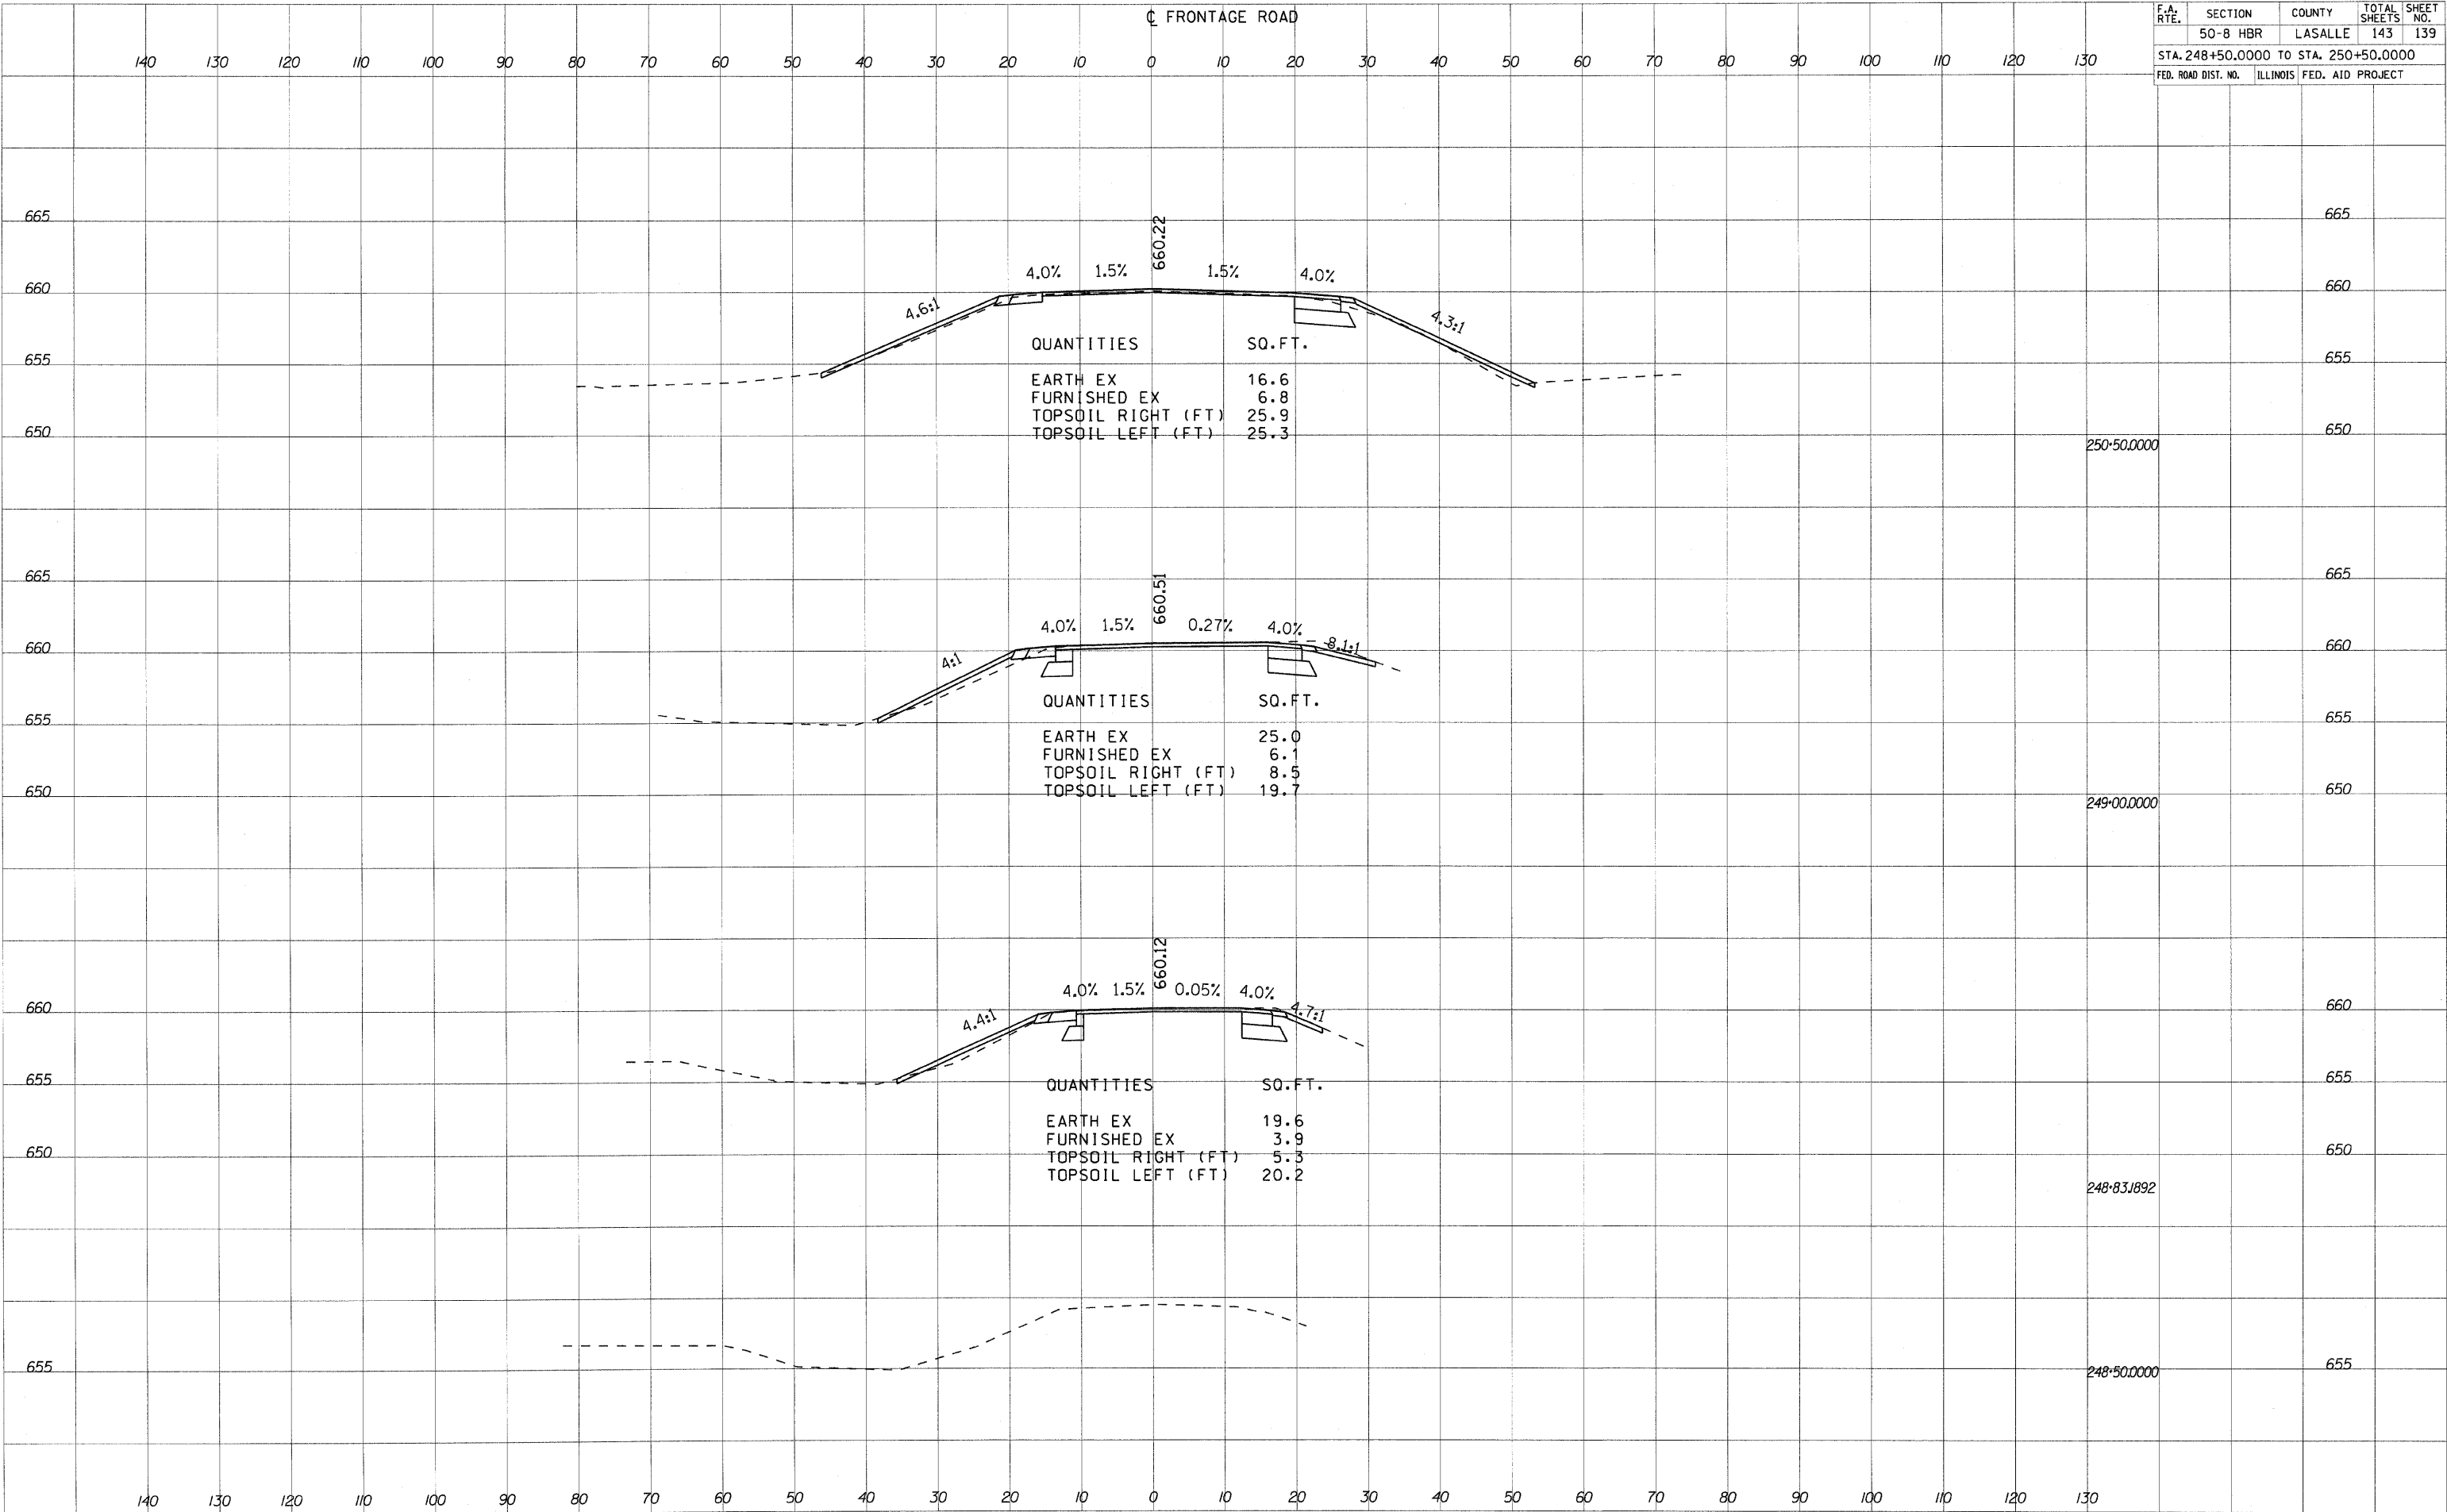 ℄ FRONTAGE ROAD
F.A. RTE. SECTION COUNTY TOTAL SHEETS SHEET NO.
50-8 HBR LASALLE 143 139
STA. 248+50.0000 TO STA. 250+50.0000
FED. ROAD DIST. NO. ILLINOIS FED. AID PROJECT
140 130 120 110 100 90 80 70 60 50 40 30 20 10 0 10 20 30 40 50 60 70 80 90 100 110 120 130
665 665
660.22
4.0% 1.5% 1.5% 4.0%
660 660
4.6:1 4.3:1
QUANTITIES SQ.FT.
655 655
EARTH EX 16.6
FURNISHED EX 6.8
TOPSOIL RIGHT (FT) 25.9
TOPSOIL LEFT (FT) 25.3
650 650
250+50.0000
665 665
660.51
4.0% 1.5% 0.27% 4.0%
660 8.1:1 660
4:1
QUANTITIES SQ.FT.
655 655
EARTH EX 25.0
FURNISHED EX 6.1
TOPSOIL RIGHT (FT) 8.5
TOPSOIL LEFT (FT) 19.7
650 650
249+00.0000
660.12
4.0% 1.5% 0.05% 4.0%
660 660
4.4:1 4.7:1
655 655
QUANTITIES SQ.FT.
EARTH EX 19.6
FURNISHED EX 3.9
650 650
TOPSOIL RIGHT (FT) 5.3
TOPSOIL LEFT (FT) 20.2
248+83.1892
655 655
248+50.0000
140 130 120 110 100 90 80 70 60 50 40 30 20 10 0 10 20 30 40 50 60 70 80 90 100 110 120 130